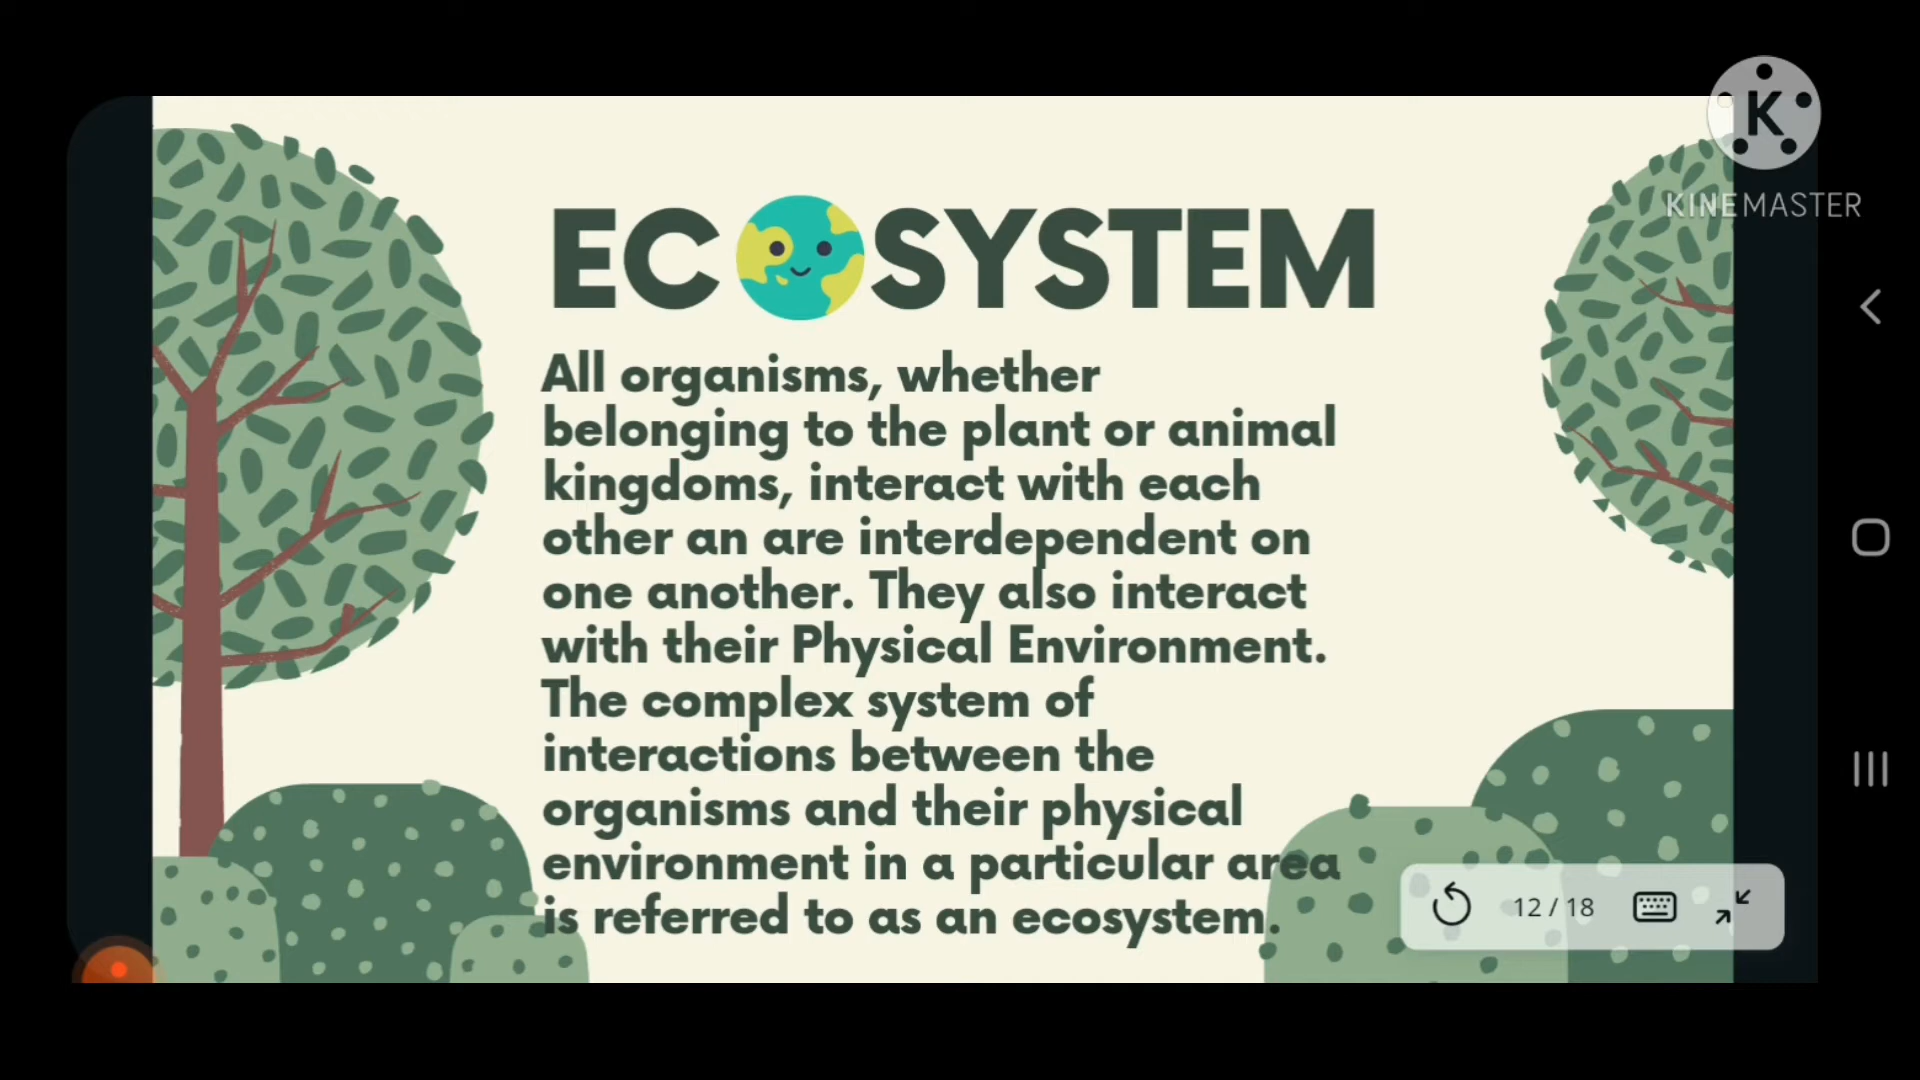 K
KINEMASTER
ECOSYSTEM
All organisms, whether
belonging to the plant or animal
kingdoms, interact with each
other an are interdependent on
one another. They also interact
with their Physical Environment.
The complex system of
interactions between the
organisms and their physical
environment in a particular area
is referred to as an ecosystem.
12 / 18